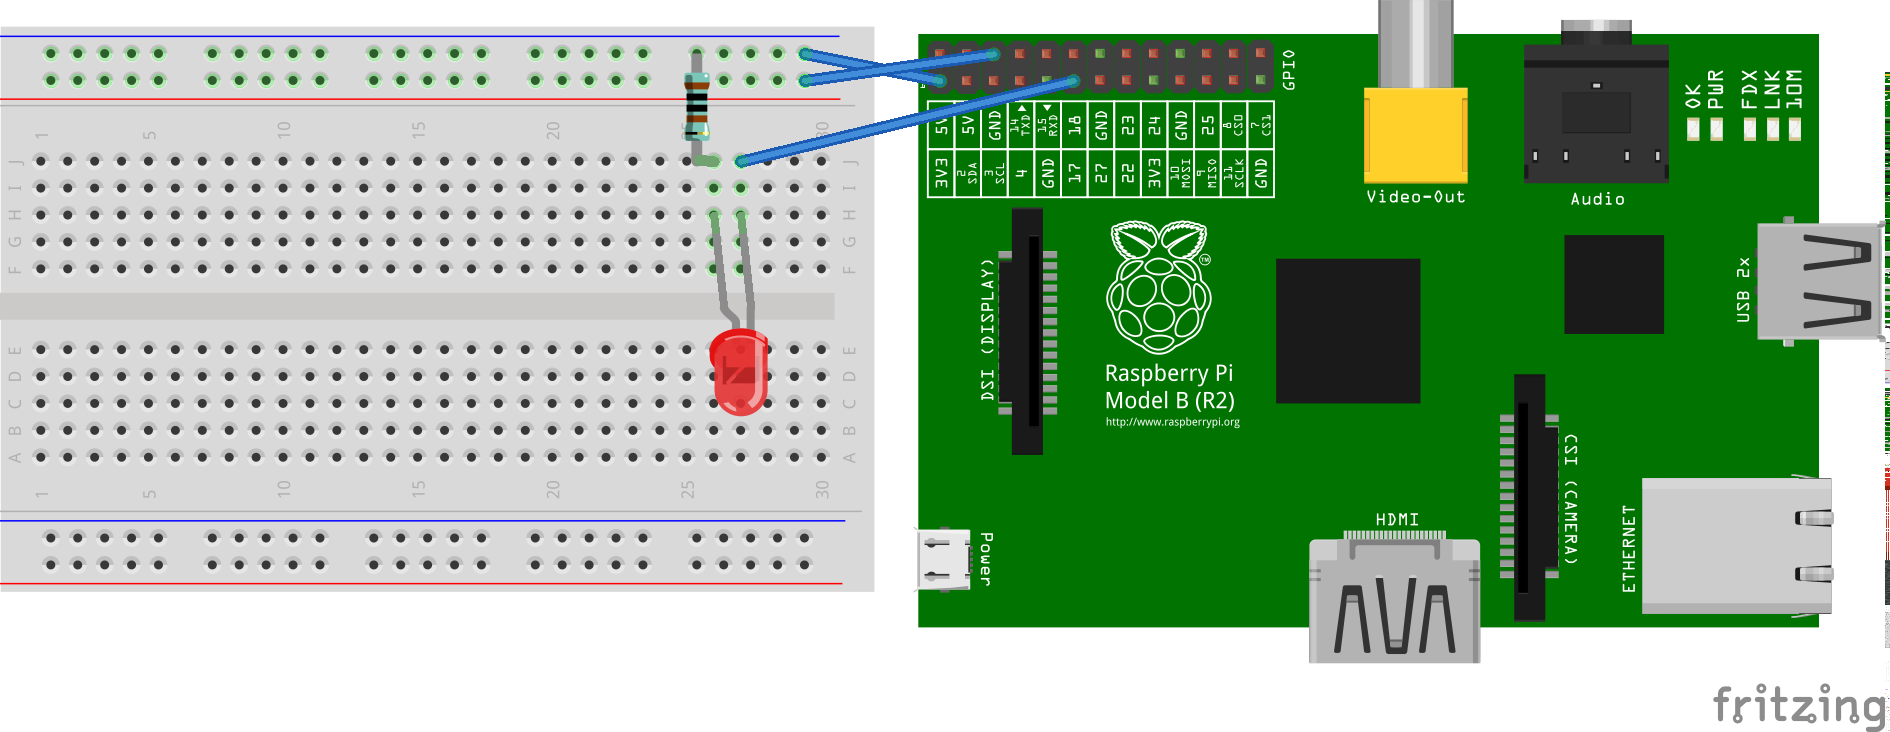 1 5 10 15 20 25 30
J J
I I
H H
G G
F F
E E
D D
C C
B B
A A
1 5 10 15 20 25 30
GPIO
5V 5V GND 14 TXD 15 RXD 18 GND 23 24 GND 25 8 CS0 7 CS1
3V3 2 SDA 3 SCL 4 GND 17 27 22 3V3 10 MOSI 9 MISO 11 SCLK GND
Video-Out
Audio
OK
PWR
FDX
LNK
10M
DSI (DISPLAY)
TM
Raspberry Pi
Model B (R2)
http://www.raspberrypi.org
USB 2x
Power
HDMI
CSI (CAMERA)
ETHERNET
fritzing